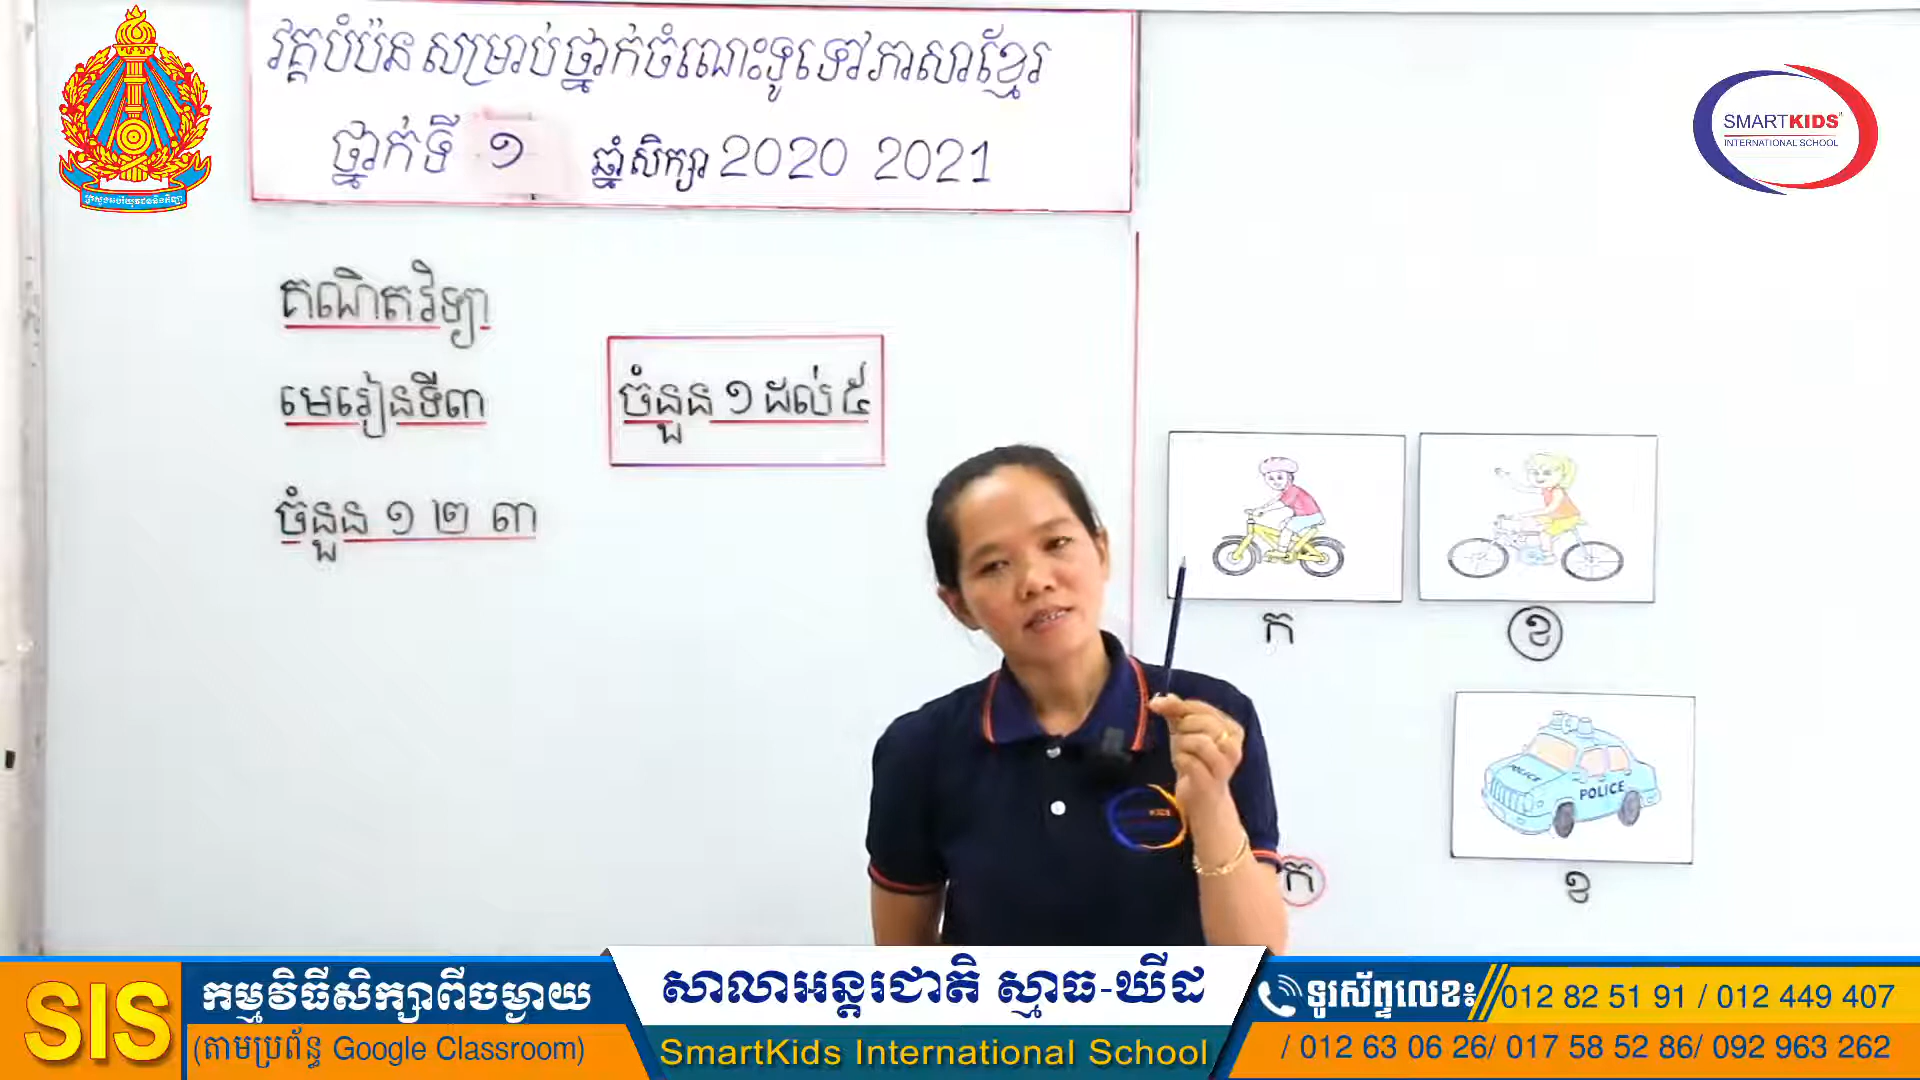 វគ្គបំប៉នសម្រាប់ថ្នាក់ចំណេះទូទៅភាសាខ្មែរ
ថ្នាក់ទី ១ ឆ្នាំសិក្សា 2020 2021
SMARTKIDS
INTERNATIONAL SCHOOL
គណិតវិទ្យា
មេរៀនទី៣
ចំនួន ១ ដល់ ៥
ចំនួន ១ ២ ៣
ក
ខ
POLICE
POLICE
ក
ខ
SIS
កម្មវិធីសិក្សាពីចម្ងាយ
(តាមប្រព័ន្ធ Google Classroom)
សាលាអន្តរជាតិ ស្មាធ-ឃីដ
SmartKids International School
ទូរស័ព្ទលេខ៖ 012 82 51 91 / 012 449 407
/ 012 63 06 26/ 017 58 52 86/ 092 963 262